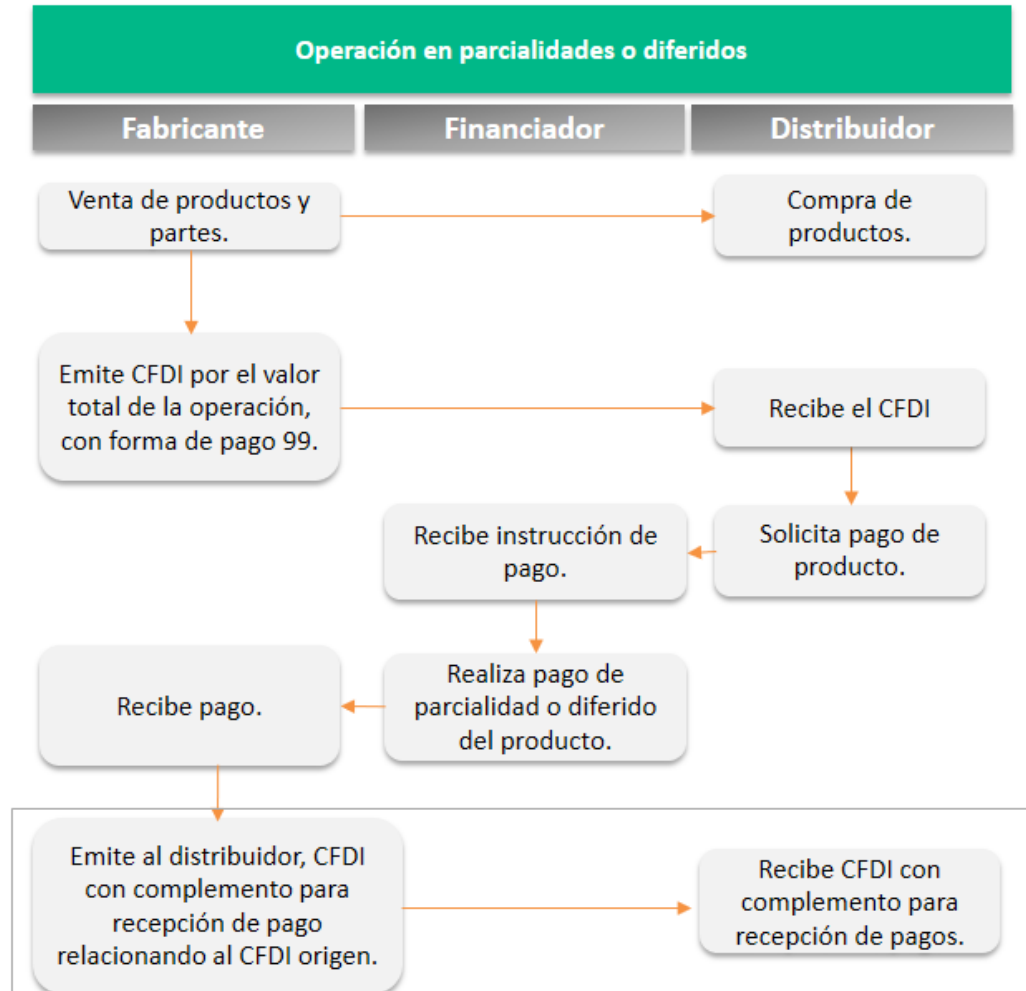 Operación en parcialidades o diferidos
Fabricante
Financiador
Distribuidor
Venta de productos y
partes.
Compra de
productos.
Emite CFDI por el valor
total de la operación,
con forma de pago 99.
Recibe el CFDI
Recibe instrucción de
pago.
Solicita pago de
producto.
Recibe pago.
Realiza pago de
parcialidad o diferido
del producto.
Emite al distribuidor, CFDI
con complemento para
recepción de pago
relacionando al CFDI origen.
Recibe CFDI con
complemento para
recepción de pagos.